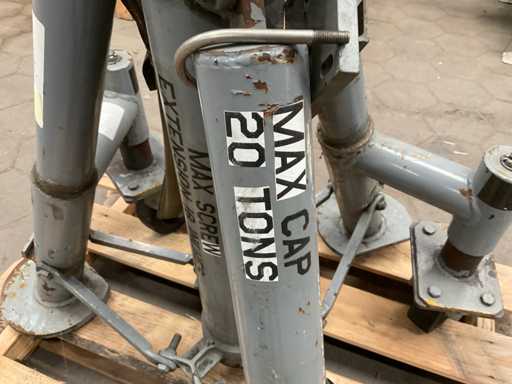 MAX CAP
20 TONS
MAX SCREW
EXTENSION